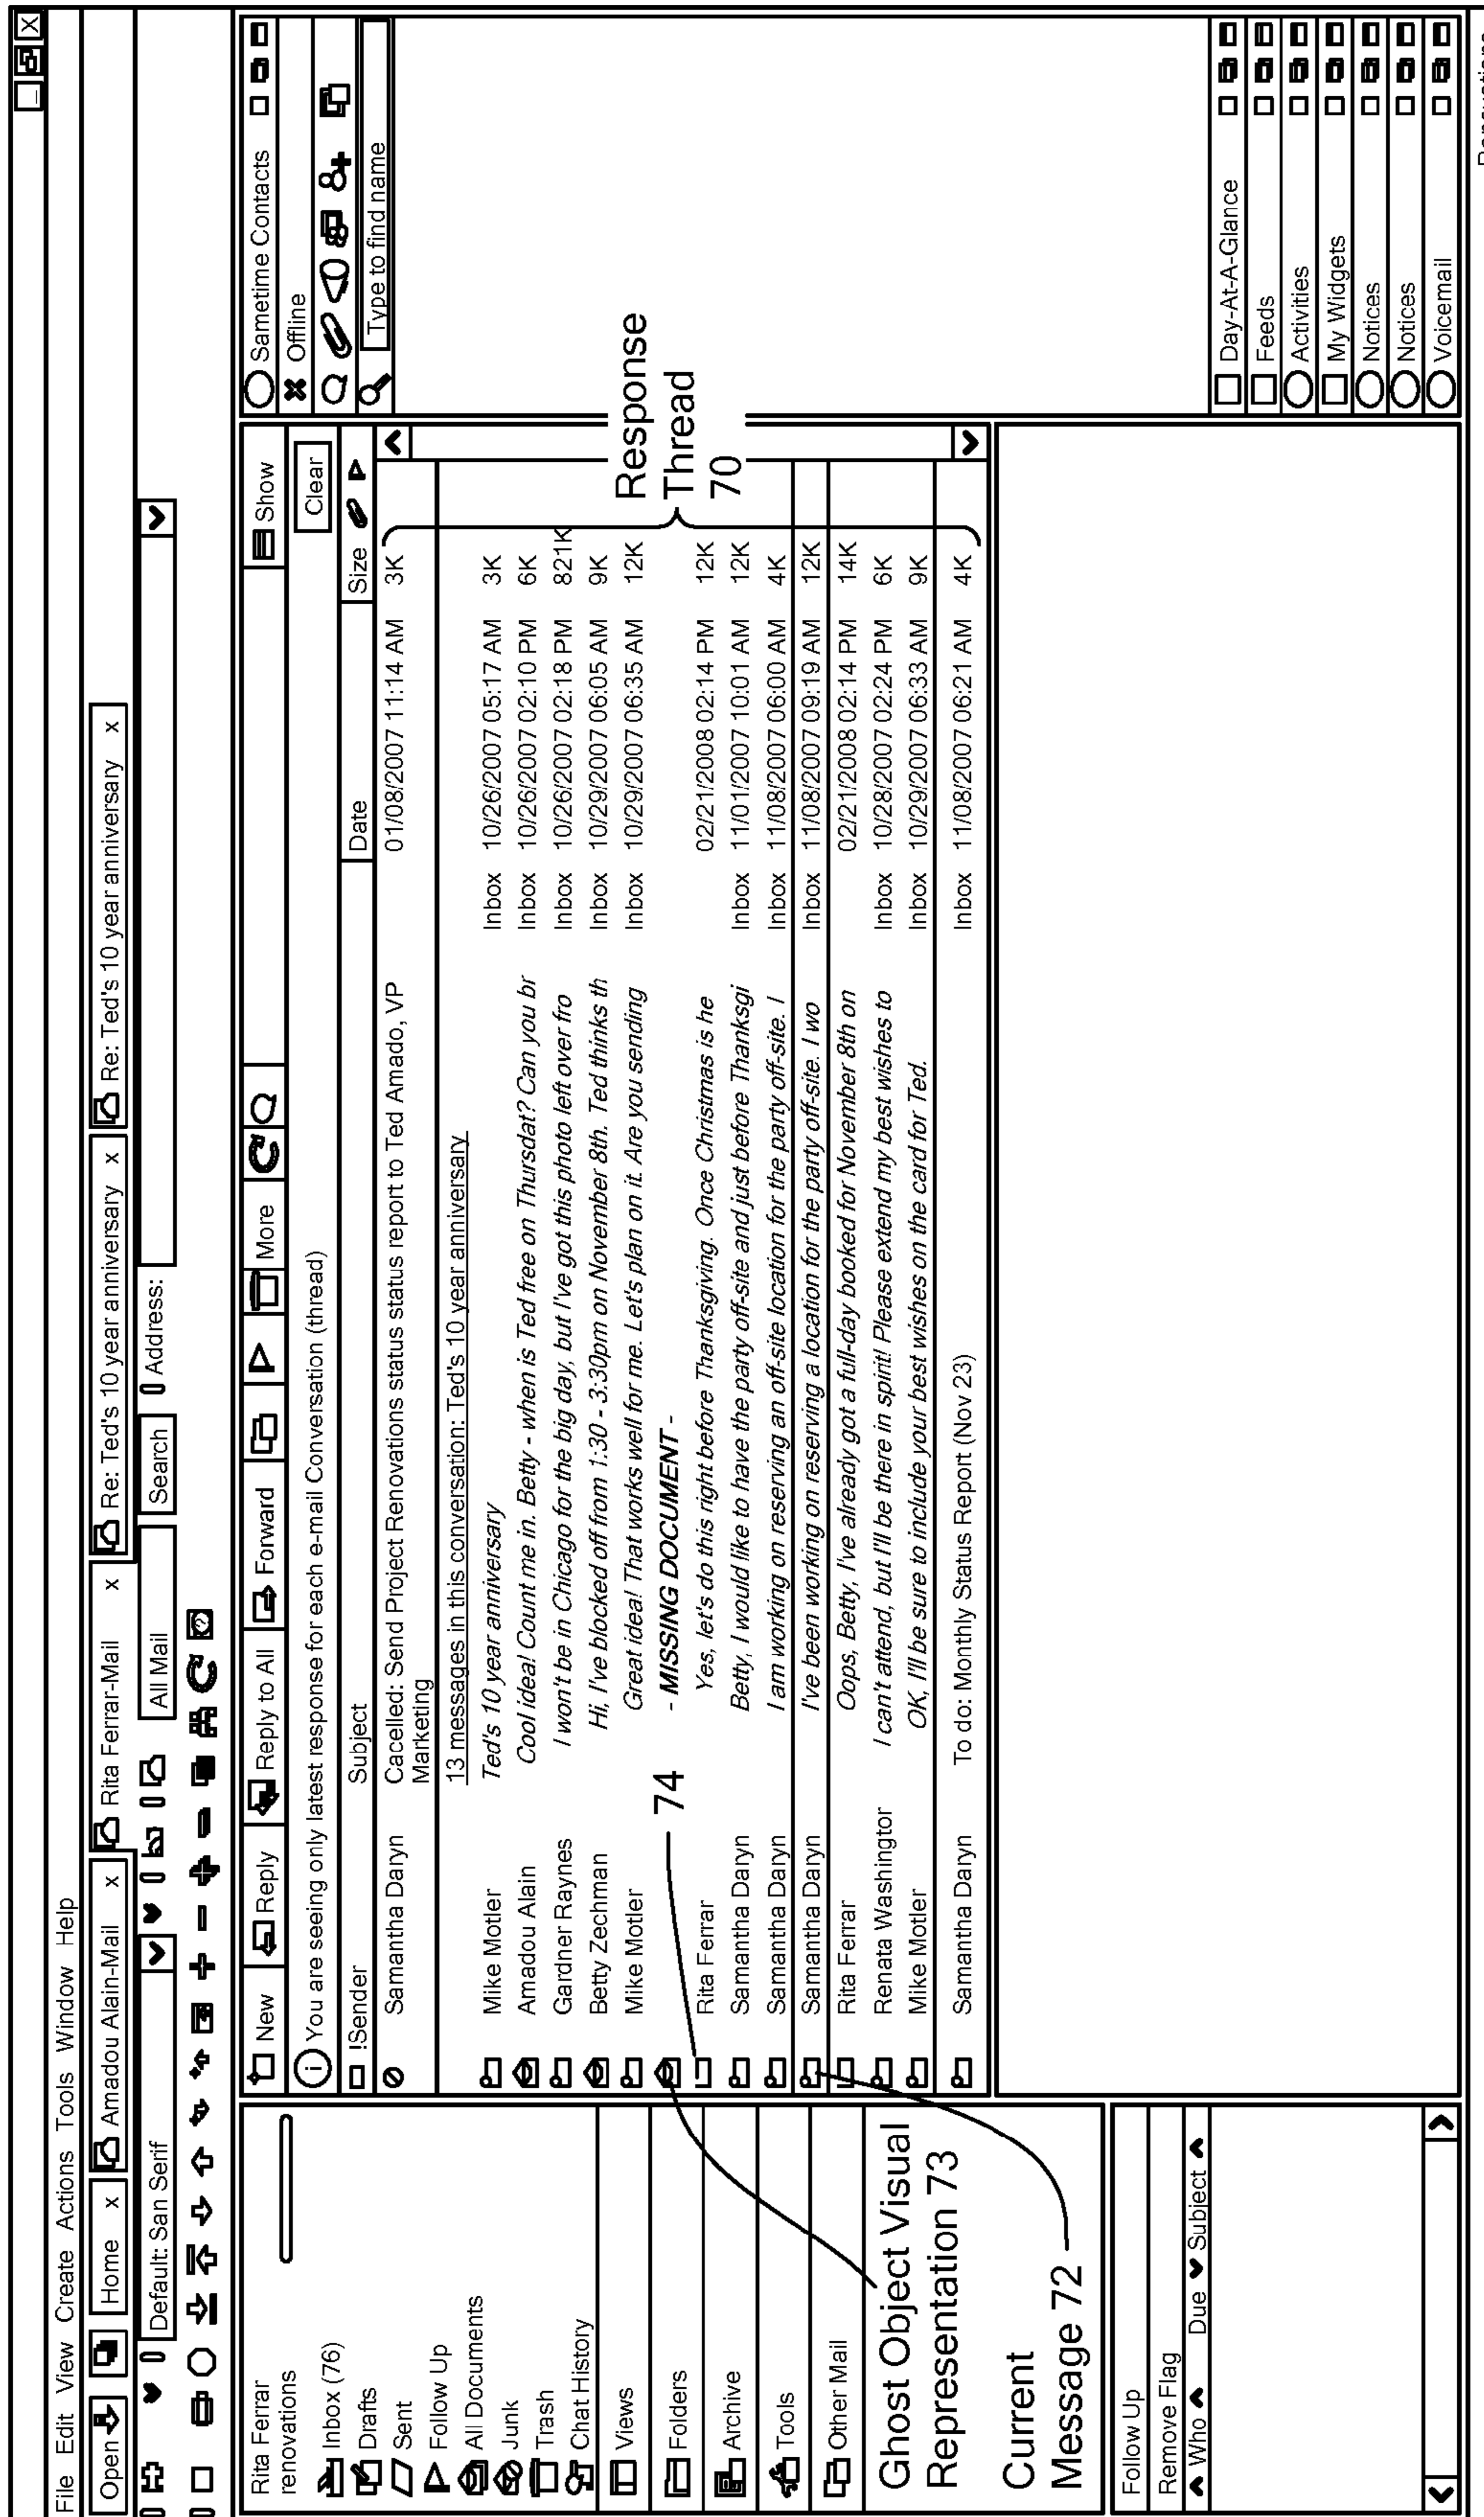 File Edit View Create Actions Tools Window Help
Open Home x Amadou Alain-Mail x Rita Ferrar-Mail x Re: Ted's 10 year anniversary x Re: Ted's 10 year anniversary x
Default: San Serif All Mail Search Address:
Rita Ferrar
renovations
Inbox (76)
Drafts
Sent
Follow Up
All Documents
Junk
Trash
Chat History
Views
Folders
Archive
Tools
Other Mail
Ghost Object Visual
Representation 73
Current
Message 72
Follow Up
Remove Flag
Who Due Subject
New Reply Reply to All Forward More Show
i You are seeing only latest response for each e-mail Conversation (thread) Clear
!Sender Subject Date Size
Samantha Daryn Cacelled: Send Project Renovations status status report to Ted Amado, VP 01/08/2007 11:14 AM 3K
Marketing
13 messages in this conversation: Ted's 10 year anniversary
Mike Motler Ted's 10 year anniversary Inbox 10/26/2007 05:17 AM 3K
Amadou Alain Cool idea! Count me in. Betty - when is Ted free on Thursdat? Can you br Inbox 10/26/2007 02:10 PM 6K
Gardner Raynes I won't be in Chicago for the big day, but I've got this photo left over fro Inbox 10/26/2007 02:18 PM 821K
Betty Zechman Hi, I've blocked off from 1:30 - 3:30pm on November 8th. Ted thinks th Inbox 10/29/2007 06:05 AM 9K
Mike Motler Great idea! That works well for me. Let's plan on it. Are you sending Inbox 10/29/2007 06:35 AM 12K
74 - MISSING DOCUMENT -
Rita Ferrar Yes, let's do this right before Thanksgiving. Once Christmas is he 02/21/2008 02:14 PM 12K
Samantha Daryn Betty, I would like to have the party off-site and just before Thanksgi Inbox 11/01/2007 10:01 AM 12K
Samantha Daryn I am working on reserving an off-site location for the party off-site. I Inbox 11/08/2007 06:00 AM 4K
Samantha Daryn I've been working on reserving a location for the party off-site. I wo Inbox 11/08/2007 09:19 AM 12K
Rita Ferrar Oops, Betty, I've already got a full-day booked for November 8th on 02/21/2008 02:14 PM 14K
Renata Washingtor I can't attend, but I'll be there in spirit! Please extend my best wishes to Inbox 10/28/2007 02:24 PM 6K
Mike Motler OK, I'll be sure to include your best wishes on the card for Ted. Inbox 10/29/2007 06:33 AM 9K
Samantha Daryn To do: Monthly Status Report (Nov 23) Inbox 11/08/2007 06:21 AM 4K
Response
Thread
70
Sametime Contacts
Offline
Type to find name
Day-At-A-Glance
Feeds
Activities
My Widgets
Notices
Notices
Voicemail